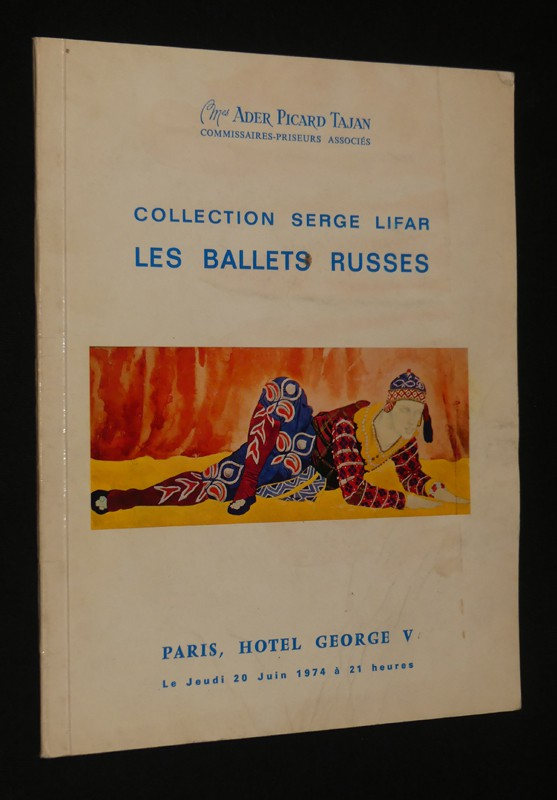 Mes ADER PICARD TAJAN
COMMISSAIRES-PRISEURS ASSOCIÉS
COLLECTION SERGE LIFAR
LES BALLETS RUSSES
PARIS, HOTEL GEORGE V
Le Jeudi 20 Juin 1974 à 21 heures